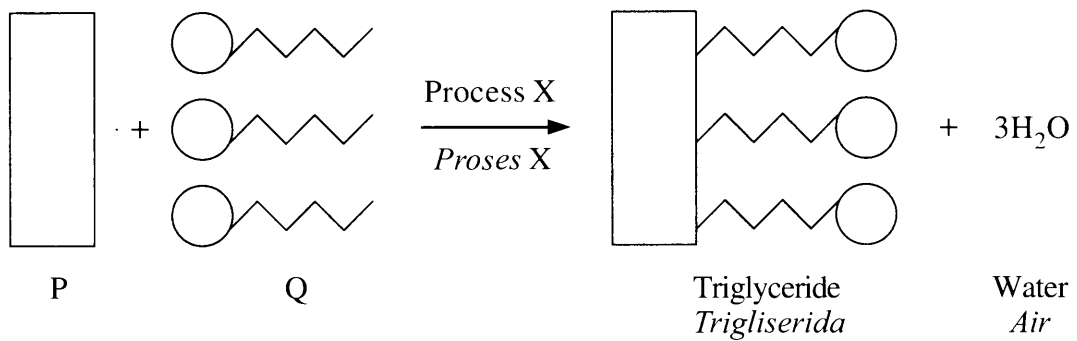 +
Process X
Proses X
+ 3H₂O
P
Q
Triglyceride
Trigliserida
Water
Air